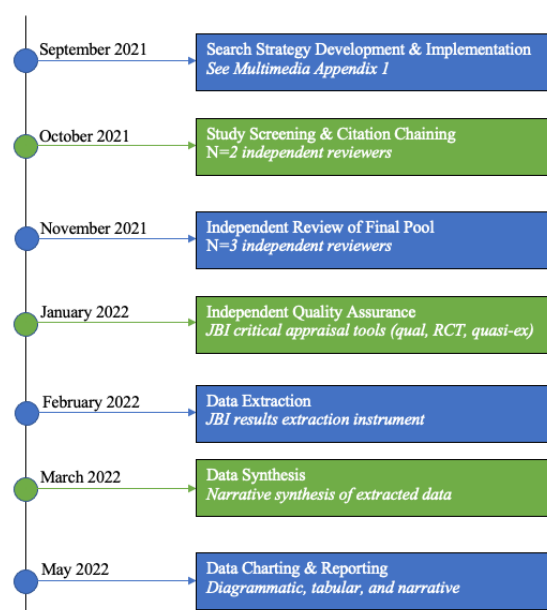 September 2021
Search Strategy Development & Implementation
See Multimedia Appendix 1
October 2021
Study Screening & Citation Chaining
N=2 independent reviewers
November 2021
Independent Review of Final Pool
N=3 independent reviewers
January 2022
Independent Quality Assurance
JBI critical appraisal tools (qual, RCT, quasi-ex)
February 2022
Data Extraction
JBI results extraction instrument
March 2022
Data Synthesis
Narrative synthesis of extracted data
May 2022
Data Charting & Reporting
Diagrammatic, tabular, and narrative